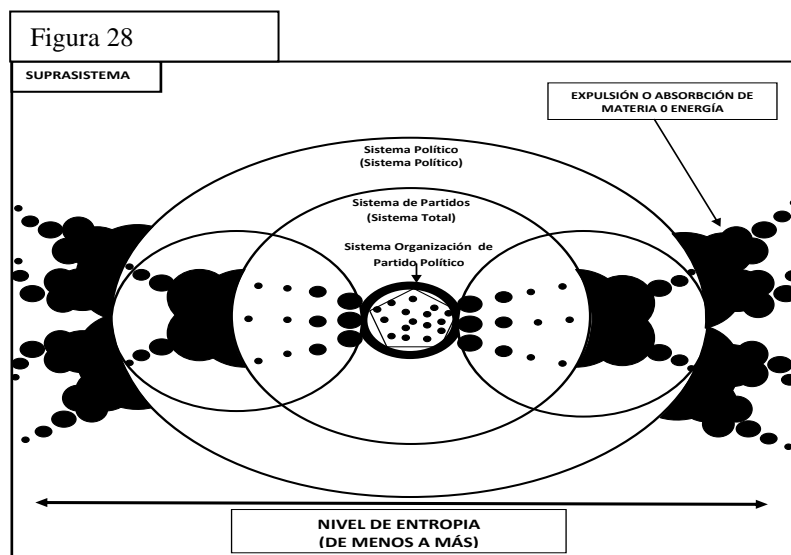 Figura 28
SUPRASISTEMA
EXPULSIÓN O ABSORBCIÓN DE
MATERIA 0 ENERGÍA
Sistema Político
(Sistema Político)
Sistema de Partidos
(Sistema Total)
Sistema Organización de
Partido Político
NIVEL DE ENTROPIA
(DE MENOS A MÁS)